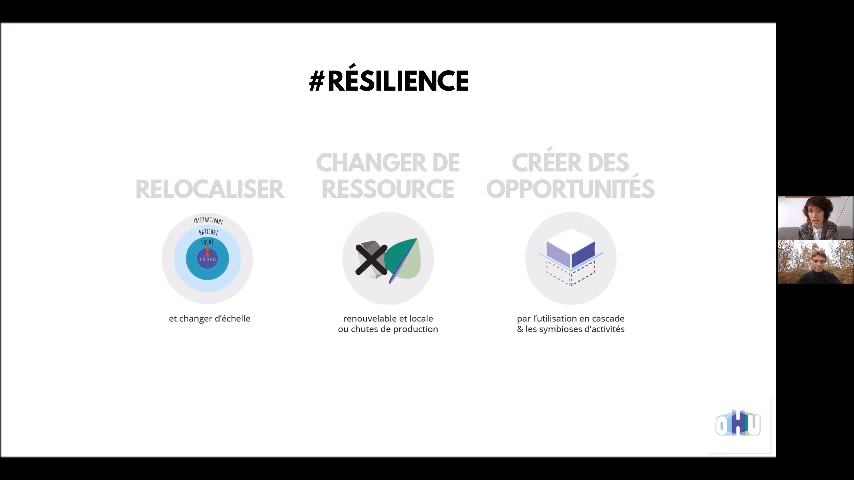 #RÉSILIENCE
RELOCALISER
CHANGER DE
RESSOURCE
CRÉER DES
OPPORTUNITÉS
et changer d'échelle
renouvelable et locale
ou chutes de production
par l'utilisation en cascade
& les symbioses d'activités
OHU